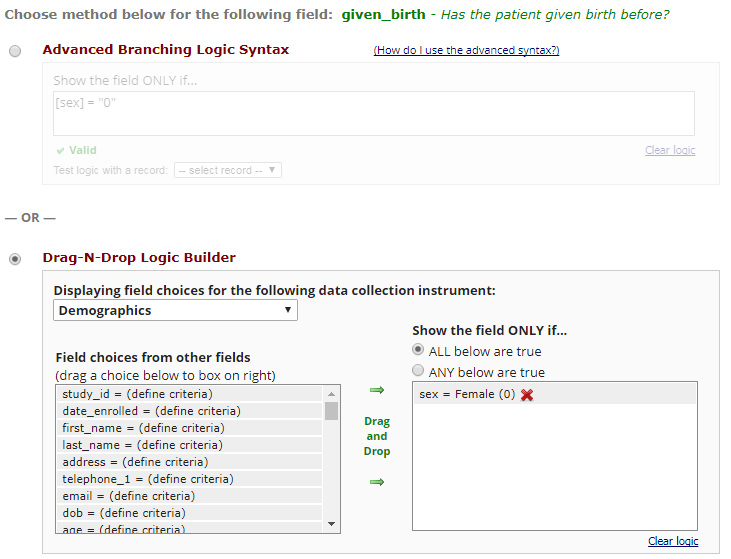 Choose method below for the following field: given_birth - Has the patient given birth before?
Advanced Branching Logic Syntax
(How do I use the advanced syntax?)
Show the field ONLY if...
[sex] = "0"
Valid
Clear logic
Test logic with a record: -- select record --
— OR —
Drag-N-Drop Logic Builder
Displaying field choices for the following data collection instrument:
Demographics
Field choices from other fields
(drag a choice below to box on right)
study_id = (define criteria)
date_enrolled = (define criteria)
first_name = (define criteria)
last_name = (define criteria)
address = (define criteria)
telephone_1 = (define criteria)
email = (define criteria)
dob = (define criteria)
age = (define criteria)
Drag
and
Drop
Show the field ONLY if...
ALL below are true
ANY below are true
sex = Female (0)
Clear logic